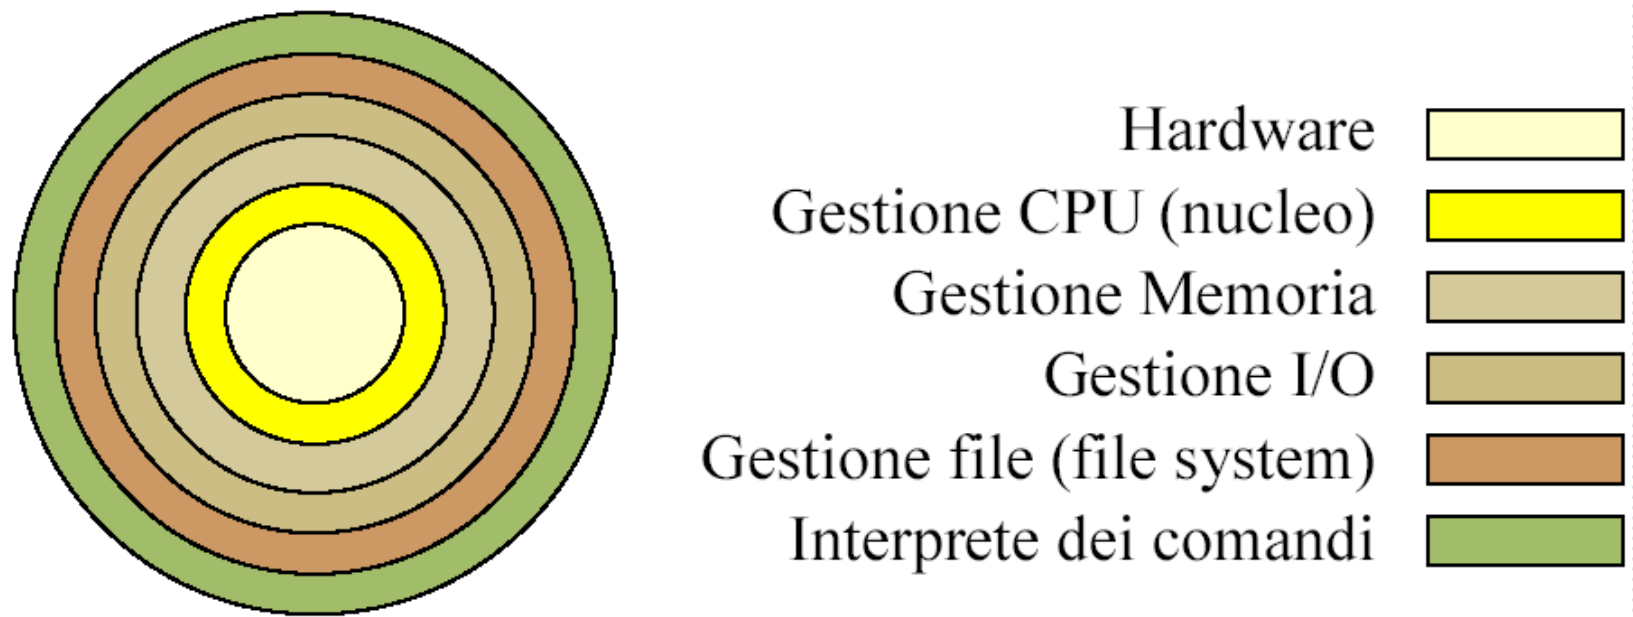 Hardware
Gestione CPU (nucleo)
Gestione Memoria
Gestione I/O
Gestione file (file system)
Interprete dei comandi